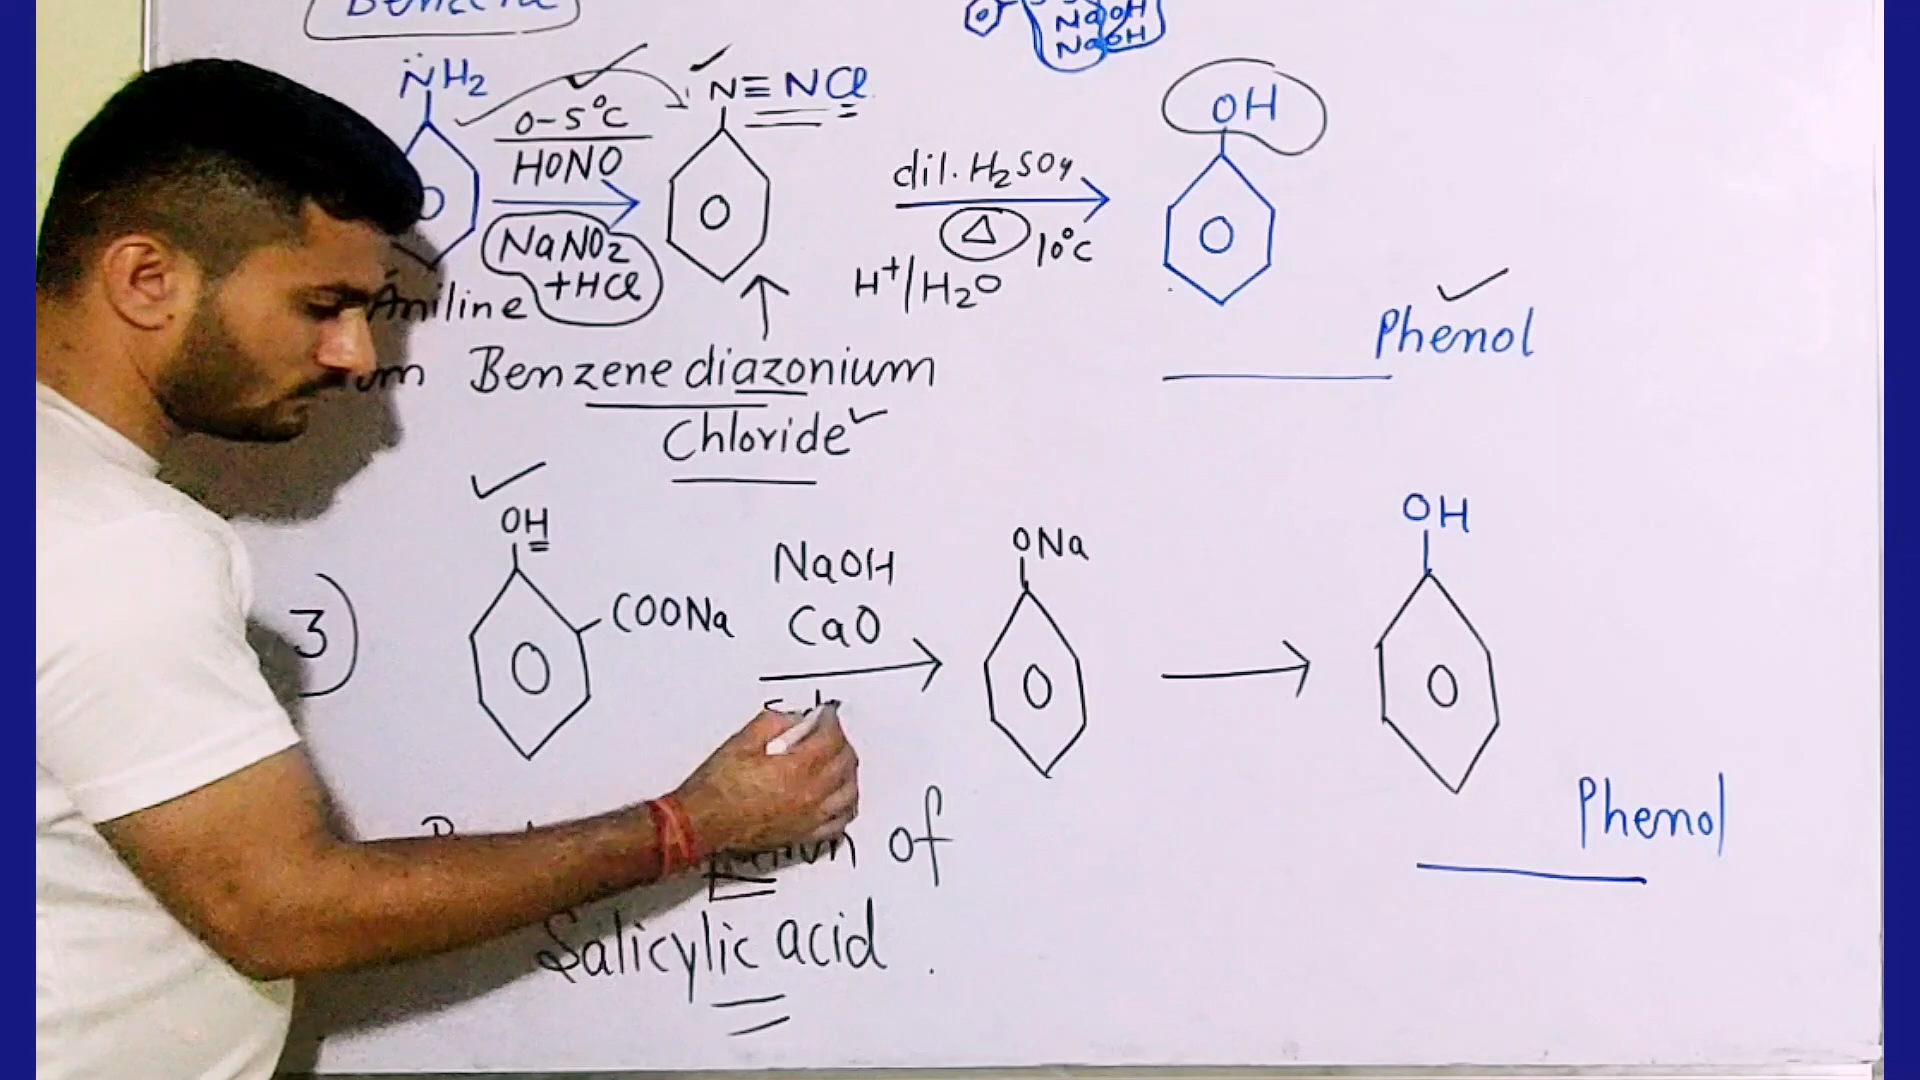 NaOH
NaOH
NH2
0-5°C
HONO
NaNO2
+HCl
Aniline
N≡NCl
dil. H2SO4
Δ 10°C
H+/H2O
OH
Phenol
Benzene diazonium
Chloride
3)
OH
COONa
NaOH
CaO
ONa
OH
Phenol
of
Salicylic acid.